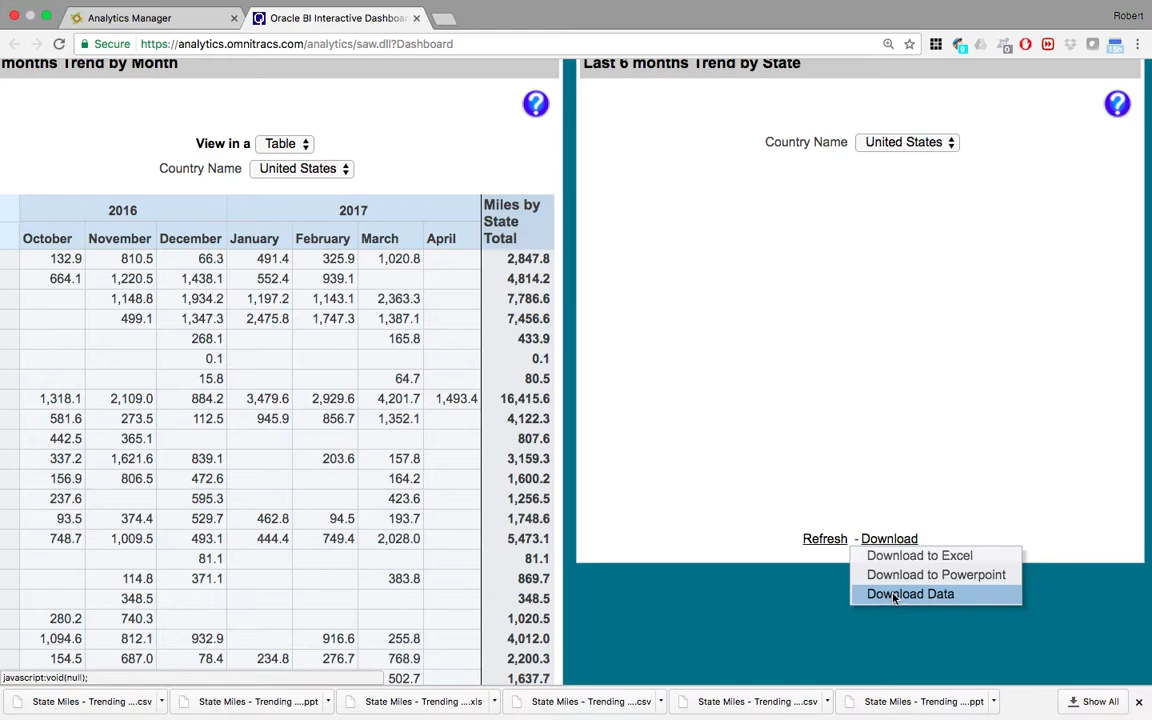 Analytics Manager
Oracle BI Interactive Dashboa
Robert
Secure https://analytics.omnitracs.com/analytics/saw.dll?Dashboard
months Trend by Month
Last 6 months Trend by State
View in a Table
Country Name United States
Country Name United States
2016 2017 Miles by State Total
October November December January February March April
132.9 810.5 66.3 491.4 325.9 1,020.8 2,847.8
664.1 1,220.5 1,438.1 552.4 939.1 4,814.2
1,148.8 1,934.2 1,197.2 1,143.1 2,363.3 7,786.6
499.1 1,347.3 2,475.8 1,747.3 1,387.1 7,456.6
268.1 165.8 433.9
0.1 0.1
15.8 64.7 80.5
1,318.1 2,109.0 884.2 3,479.6 2,929.6 4,201.7 1,493.4 16,415.6
581.6 273.5 112.5 945.9 856.7 1,352.1 4,122.3
442.5 365.1 807.6
337.2 1,621.6 839.1 203.6 157.8 3,159.3
156.9 806.5 472.6 164.2 1,600.2
237.6 595.3 423.6 1,256.5
93.5 374.4 529.7 462.8 94.5 193.7 1,748.6
748.7 1,009.5 493.1 444.4 749.4 2,028.0 5,473.1
81.1 81.1
114.8 371.1 383.8 869.7
348.5 348.5
280.2 740.3 1,020.5
1,094.6 812.1 932.9 916.6 255.8 4,012.0
154.5 687.0 78.4 234.8 276.7 768.9 2,200.3
502.7 1,637.7
Refresh - Download
Download to Excel
Download to Powerpoint
Download Data
javascript:void(null);
State Miles - Trending ....csv
State Miles - Trending ....ppt
State Miles - Trending ....xls
State Miles - Trending ....csv
State Miles - Trending ....csv
State Miles - Trending ....ppt
Show All